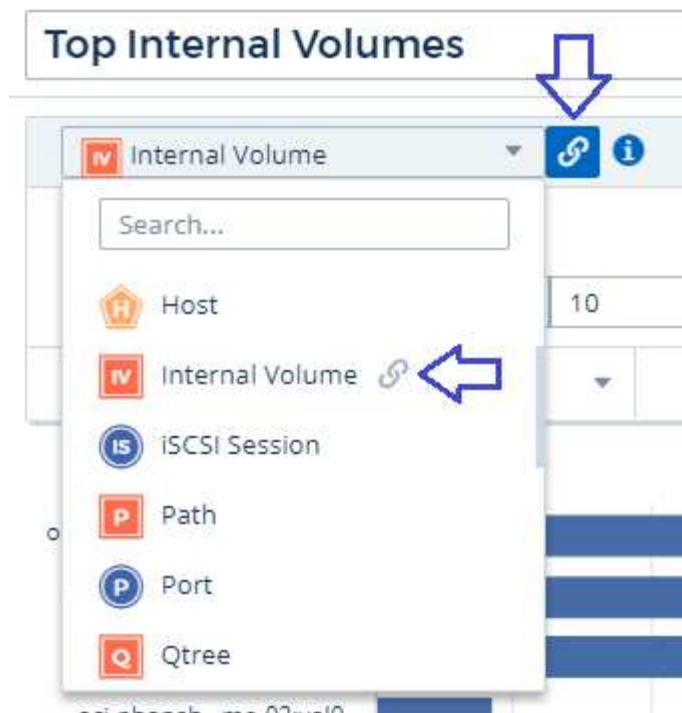 Top Internal Volumes
IV Internal Volume
Search...
H Host
10
IV Internal Volume
IS iSCSI Session
P Path
P Port
Q Qtree